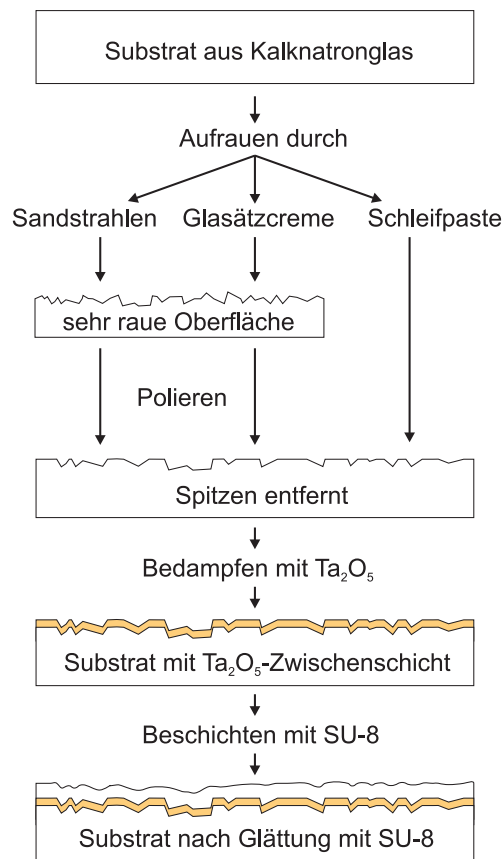 Substrat aus Kalknatronglas
Aufrauen durch
Sandstrahlen Glasätzcreme Schleifpaste
sehr raue Oberfläche
Polieren
Spitzen entfernt
Bedampfen mit Ta₂O₅
Substrat mit Ta₂O₅-Zwischenschicht
Beschichten mit SU-8
Substrat nach Glättung mit SU-8